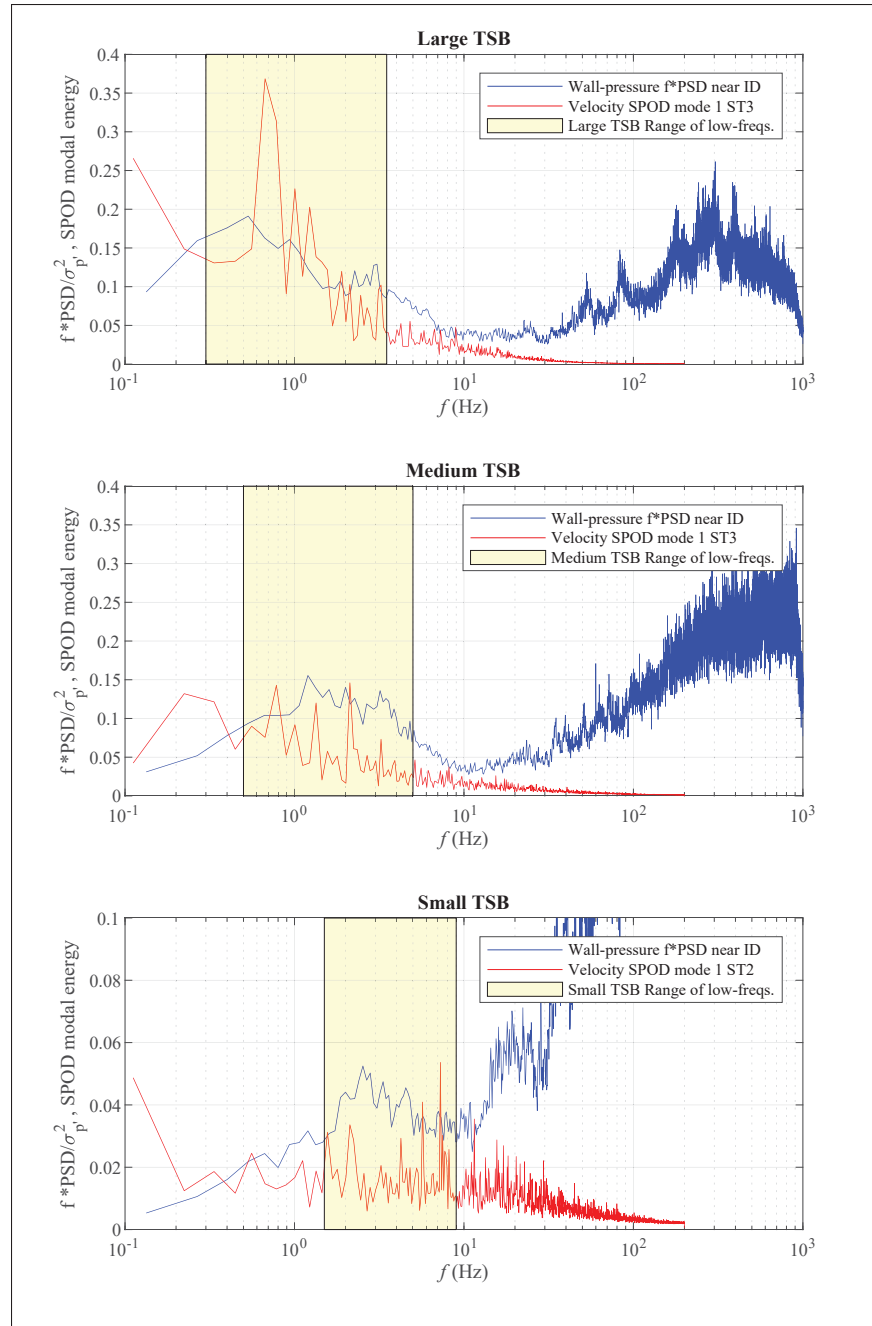 Large TSB
f*PSD/σ²ₚ', SPOD modal energy
0.4
0.35
0.3
0.25
0.2
0.15
0.1
0.05
0
Wall-pressure f*PSD near ID
Velocity SPOD mode 1 ST3
Large TSB Range of low-freqs.
10⁻¹ 10⁰ 10¹ 10² 10³
f (Hz)
Medium TSB
f*PSD/σ²ₚ', SPOD modal energy
0.4
0.35
0.3
0.25
0.2
0.15
0.1
0.05
0
Wall-pressure f*PSD near ID
Velocity SPOD mode 1 ST3
Medium TSB Range of low-freqs.
10⁻¹ 10⁰ 10¹ 10² 10³
f (Hz)
Small TSB
f*PSD/σ²ₚ', SPOD modal energy
0.1
0.08
0.06
0.04
0.02
0
Wall-pressure f*PSD near ID
Velocity SPOD mode 1 ST2
Small TSB Range of low-freqs.
10⁻¹ 10⁰ 10¹ 10² 10³
f (Hz)